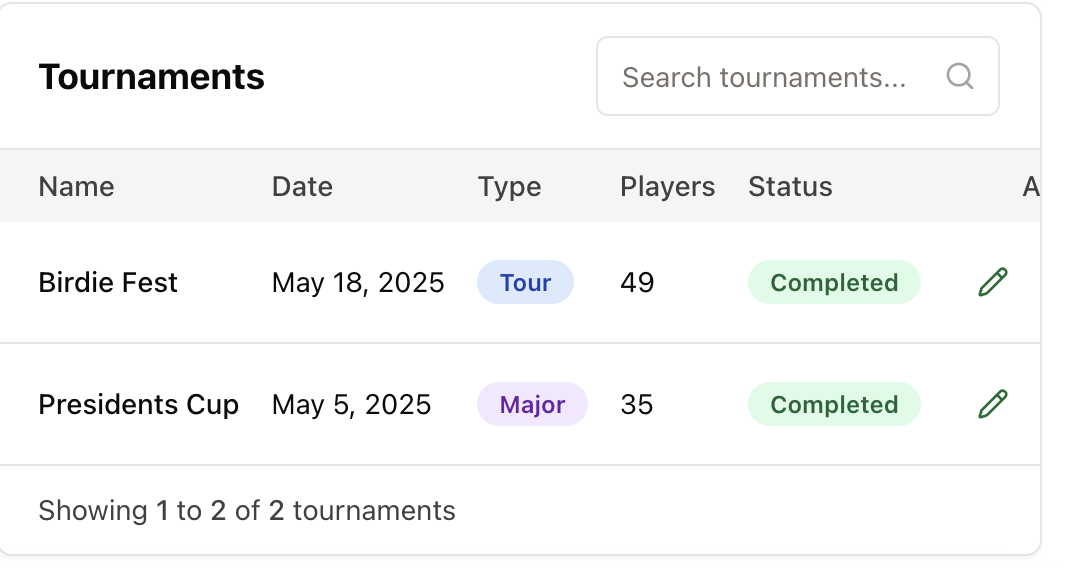 Tournaments
Search tournaments...
Name Date Type Players Status A
Birdie Fest May 18, 2025 Tour 49 Completed
Presidents Cup May 5, 2025 Major 35 Completed
Showing 1 to 2 of 2 tournaments